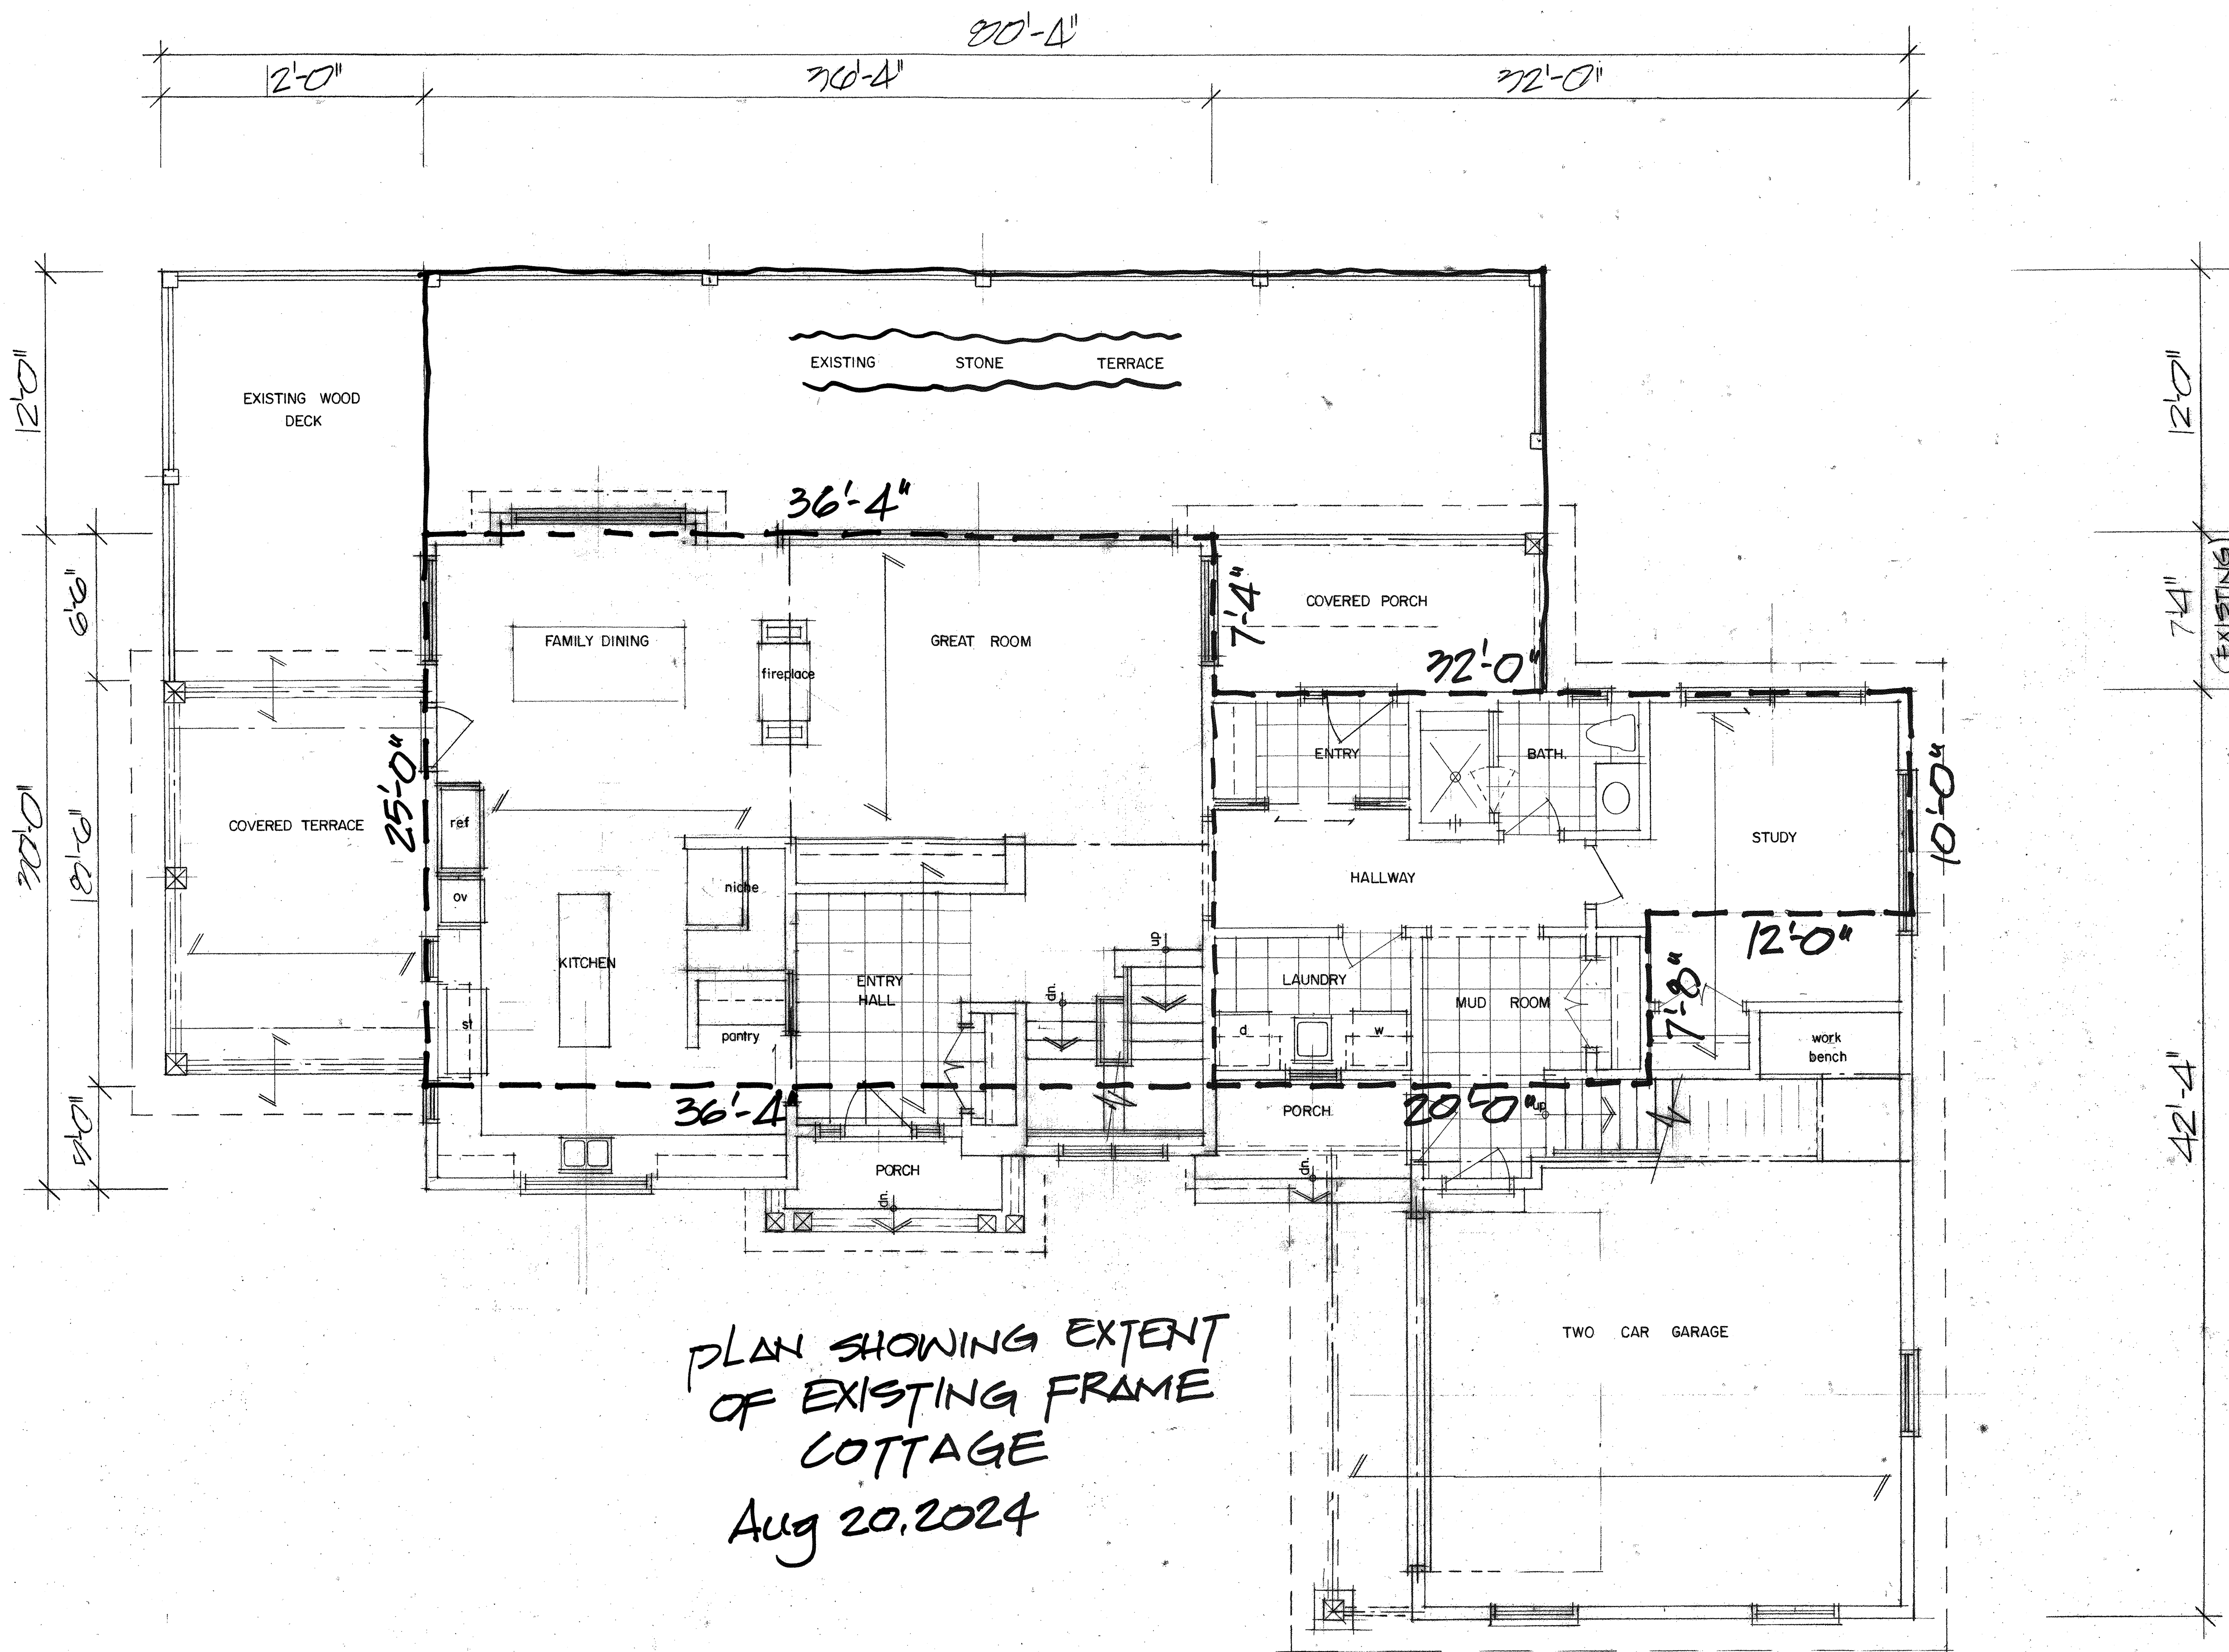 80'-4"
12'-0"
36'-4"
32'-0"
12'-0"
12'-0"
EXISTING STONE TERRACE
EXISTING WOOD
DECK
36'-4"
6'-6"
7'-4"
(EXISTING)
7'-4"
COVERED PORCH
FAMILY DINING
GREAT ROOM
fireplace
32'-0"
ENTRY
BATH.
25'-0"
10'-0"
30'-0"
18'-6"
COVERED TERRACE
ref
STUDY
HALLWAY
niche
ov
12'-0"
up
KITCHEN
ENTRY
HALL
LAUNDRY
MUD ROOM
7'-8"
dn.
st
pantry
d
w
work
bench
36'-4"
PORCH
20'-0"
up
5'-0"
42'-4"
PORCH
dn.
dn.
TWO CAR GARAGE
PLAN SHOWING EXTENT
OF EXISTING FRAME
COTTAGE
Aug 20.2024